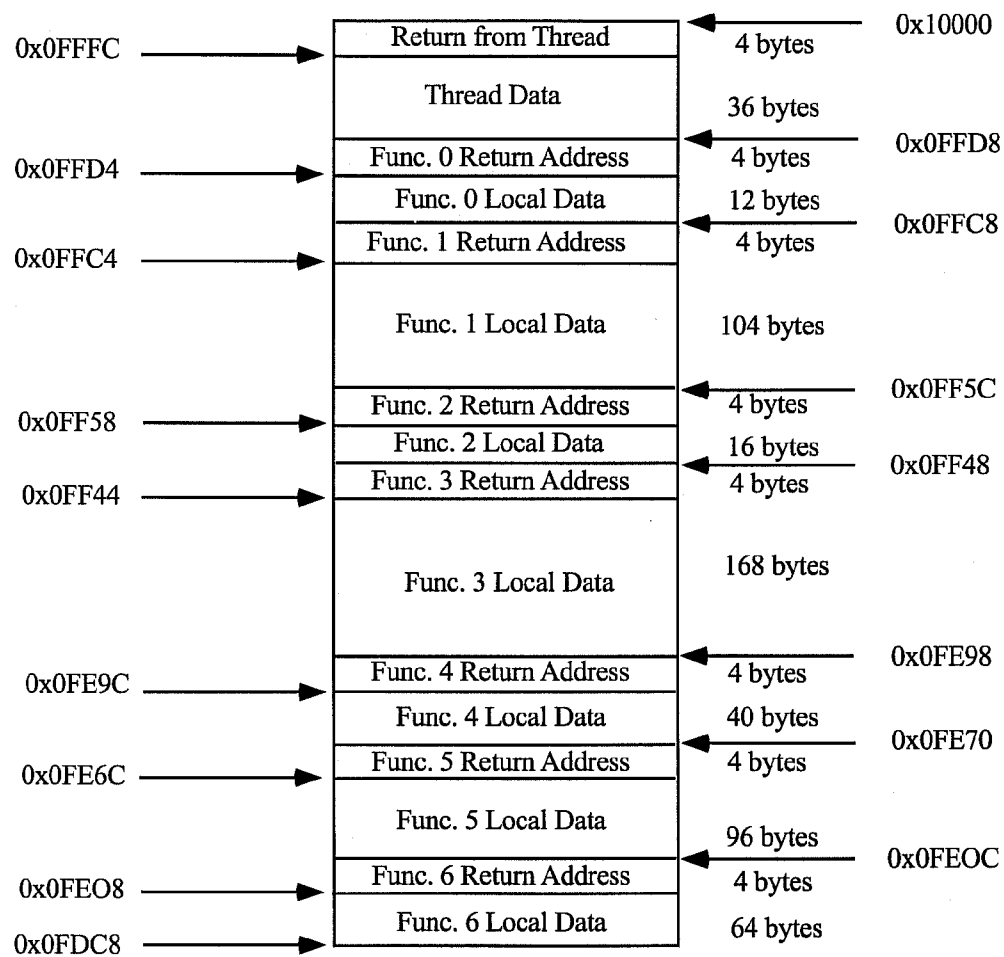 0x10000
Return from Thread
4 bytes
0x0FFFC
Thread Data
36 bytes
0x0FFD8
Func. 0 Return Address
4 bytes
0x0FFD4
Func. 0 Local Data
12 bytes
0x0FFC8
Func. 1 Return Address
4 bytes
0x0FFC4
Func. 1 Local Data
104 bytes
0x0FF5C
Func. 2 Return Address
4 bytes
0x0FF58
Func. 2 Local Data
16 bytes
0x0FF48
Func. 3 Return Address
4 bytes
0x0FF44
Func. 3 Local Data
168 bytes
0x0FE98
Func. 4 Return Address
4 bytes
0x0FE9C
Func. 4 Local Data
40 bytes
0x0FE70
Func. 5 Return Address
4 bytes
0x0FE6C
Func. 5 Local Data
96 bytes
0x0FEOC
Func. 6 Return Address
4 bytes
0x0FEO8
Func. 6 Local Data
64 bytes
0x0FDC8